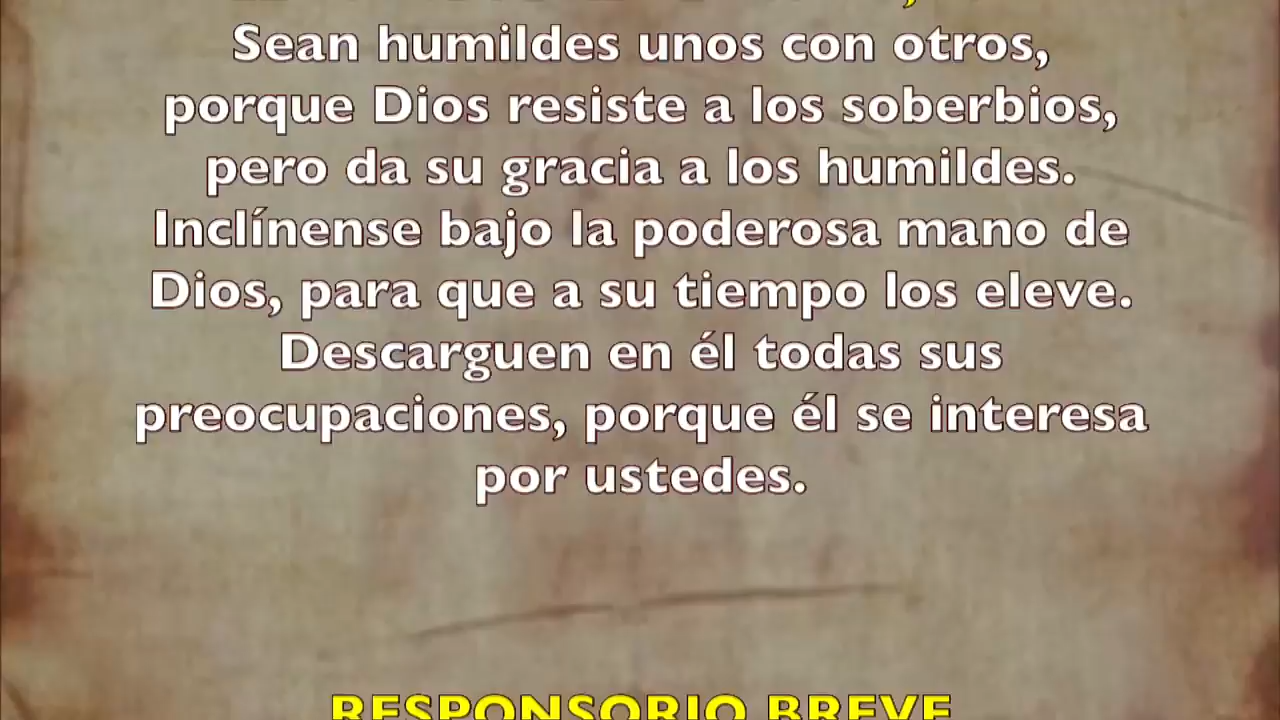 Sean humildes unos con otros,
porque Dios resiste a los soberbios,
pero da su gracia a los humildes.
Inclínense bajo la poderosa mano de
Dios, para que a su tiempo los eleve.
Descarguen en él todas sus
preocupaciones, porque él se interesa
por ustedes.
RESPONSORIO BREVE